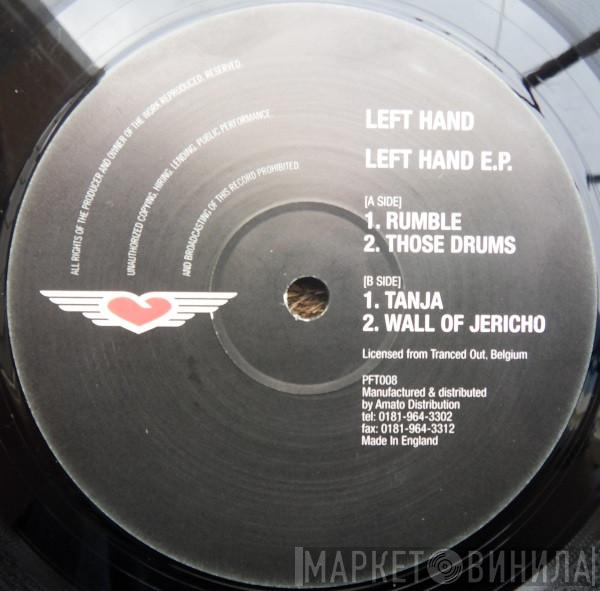 ALL RIGHTS OF THE PRODUCER AND OWNER OF THE WORK REPRODUCED, RESERVED.
UNAUTHORIZED COPYING, HIRING, LENDING, PUBLIC PERFORMANCE
AND BROADCASTING OF THIS RECORD PROHIBITED
LEFT HAND
LEFT HAND E.P.
[A SIDE]
1. RUMBLE
2. THOSE DRUMS
[B SIDE]
1. TANJA
2. WALL OF JERICHO
Licensed from Tranced Out, Belgium
PFT008
Manufactured & distributed
by Amato Distribution
tel: 0181-964-3302
fax: 0181-964-3312
Made In England
МАРКЕТ ВИНИЛА